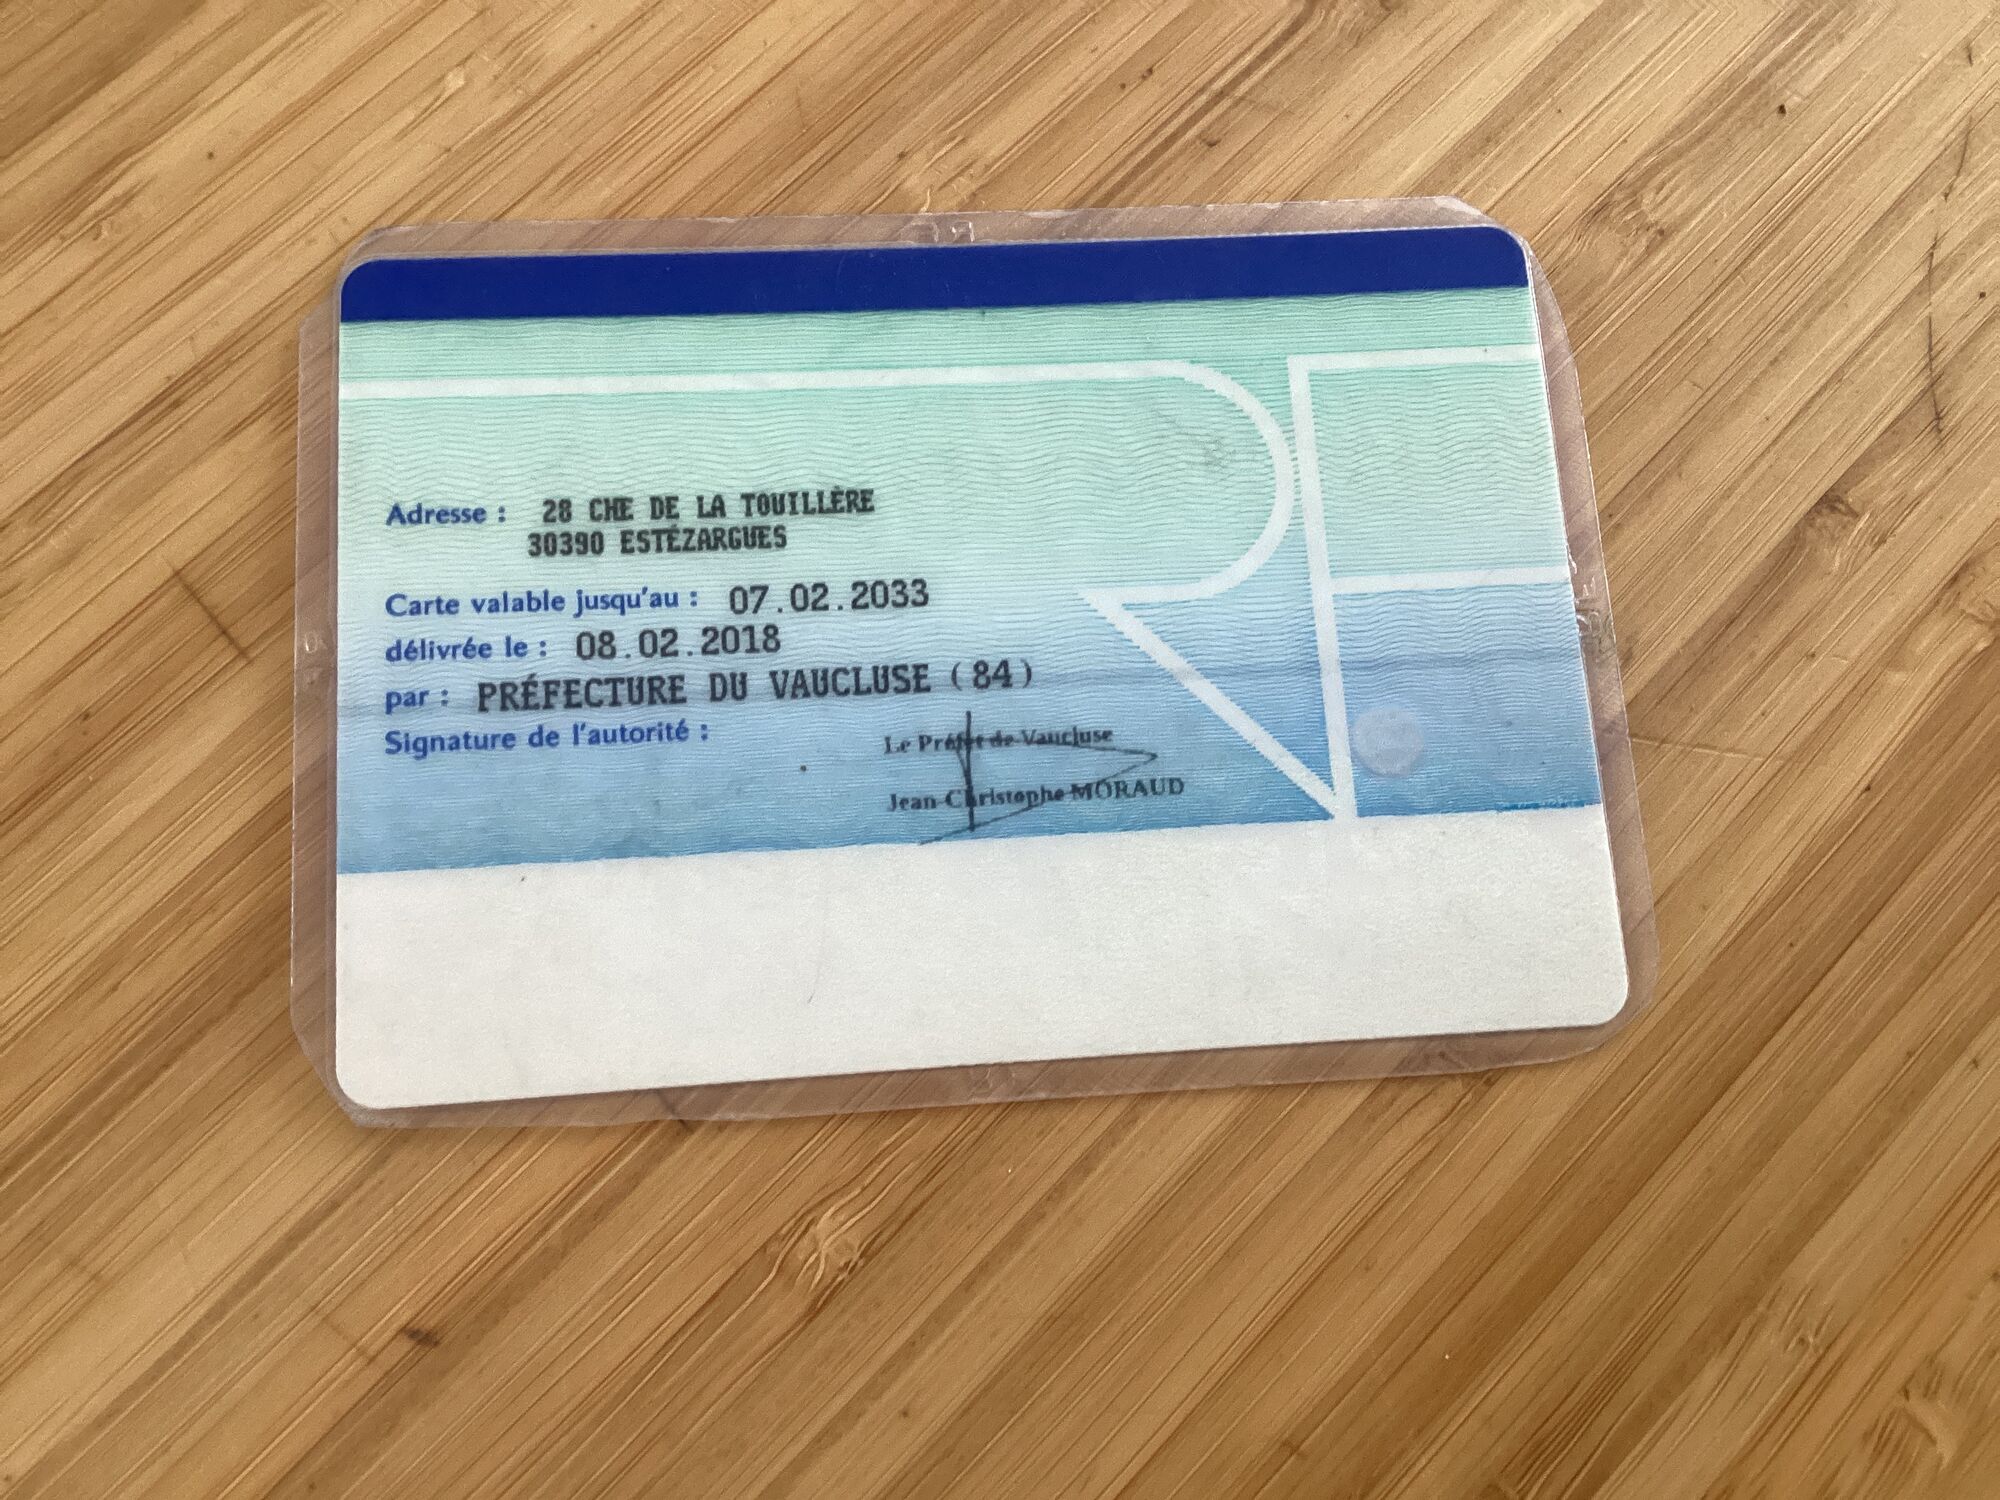 Adresse : 28 CHE DE LA TOUILLÈRE
30390 ESTÉZARGUES
Carte valable jusqu'au : 07.02.2033
délivrée le : 08.02.2018
par : PRÉFECTURE DU VAUCLUSE (84)
Signature de l'autorité :
Le Préfet de Vaucluse
Jean-Christophe MORAUD
RF